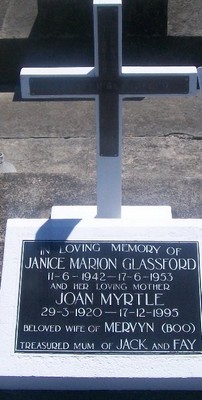 IN LOVING MEMORY OF
JANICE MARION GLASSFORD
11-6-1942-17-6-1953
AND HER LOVING MOTHER
JOAN MYRTLE
29-3-1920-17-12-1995
BELOVED WIFE OF MERVYN (BOO)
TREASURED MUM OF JACK AND FAY